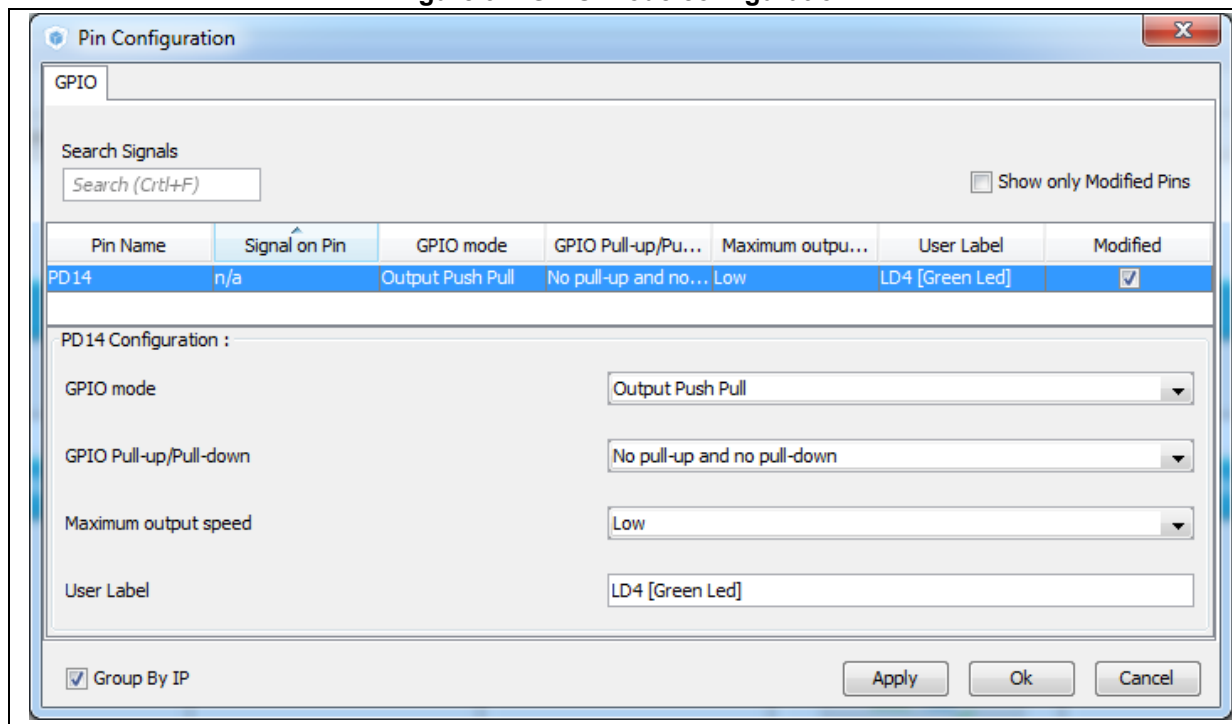 Pin Configuration
GPIO
Search Signals
Search (Crtl+F)
Show only Modified Pins
Pin Name Signal on Pin GPIO mode GPIO Pull-up/Pu... Maximum outpu... User Label Modified
PD14 n/a Output Push Pull No pull-up and no... Low LD4 [Green Led]
PD14 Configuration :
GPIO mode Output Push Pull
GPIO Pull-up/Pull-down No pull-up and no pull-down
Maximum output speed Low
User Label LD4 [Green Led]
Group By IP Apply Ok Cancel